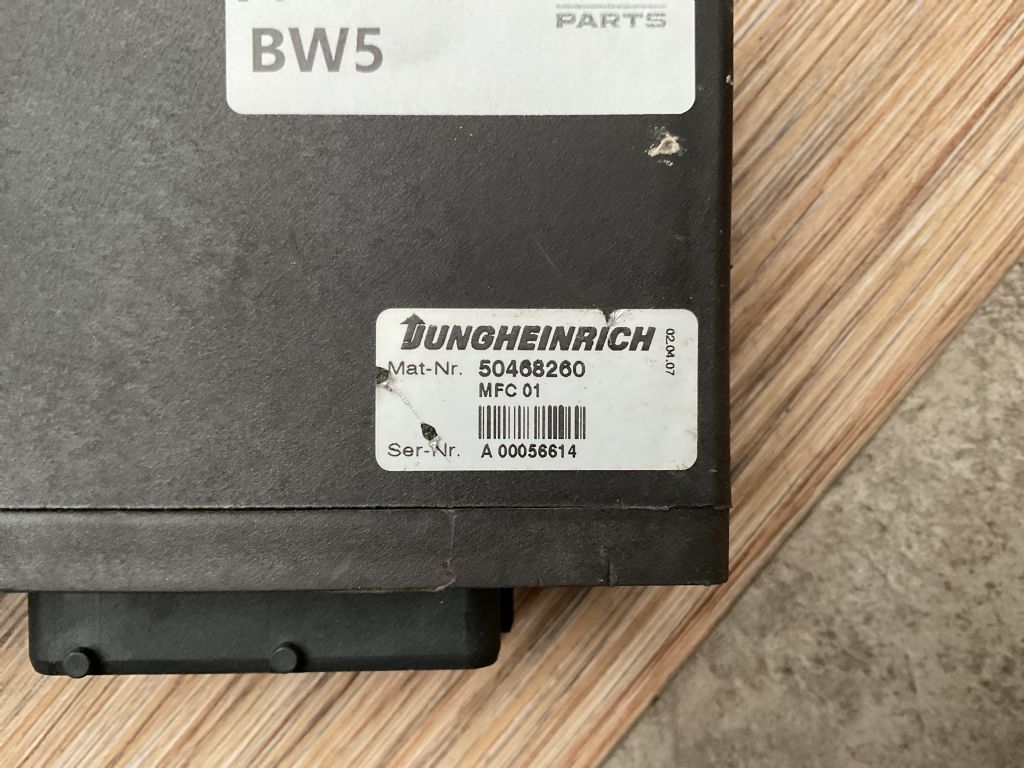 PARTS
BW5
JUNGHEINRICH
02.04.07
Mat-Nr. 50468260
MFC 01
Ser-Nr. A 00056614